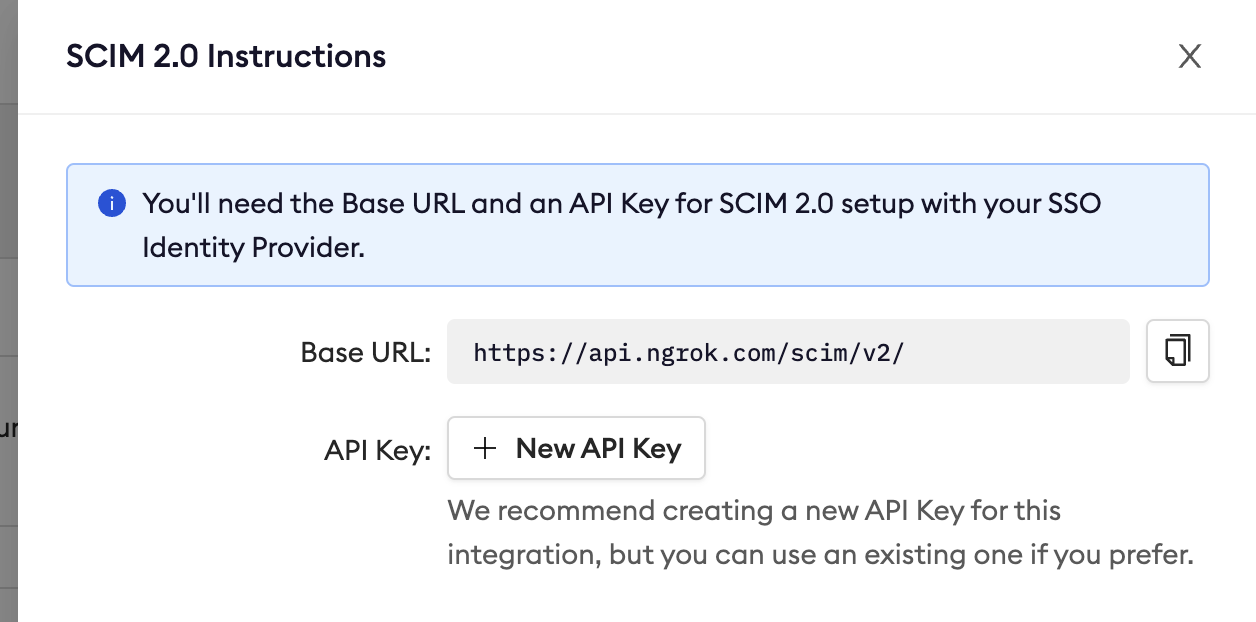 SCIM 2.0 Instructions
You'll need the Base URL and an API Key for SCIM 2.0 setup with your SSO
Identity Provider.
Base URL: https://api.ngrok.com/scim/v2/
API Key: + New API Key
We recommend creating a new API Key for this
integration, but you can use an existing one if you prefer.